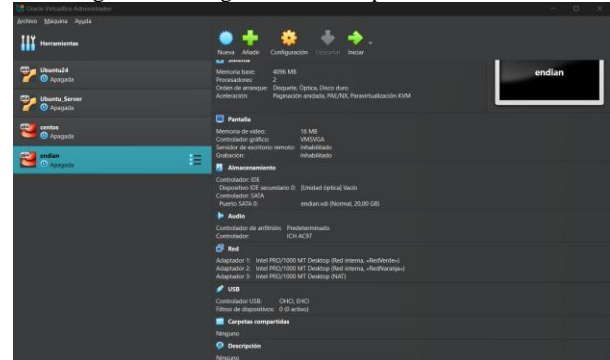 Oracle VirtualBox Administrador
Archivo Máquina Ayuda
Herramientas
Nueva Añadir Configuración Descartar Iniciar
Ubuntu24
Apagada
Ubuntu_Server
Apagada
centos
Apagada
endian
Apagada
Sistema
Memoria base: 4096 MB
Procesadores: 2
Orden de arranque: Disquete, Óptica, Disco duro
Aceleración: Paginación anidada, PAE/NX, Paravirtualización KVM
endian
Pantalla
Memoria de vídeo: 16 MB
Controlador gráfico: VMSVGA
Servidor de escritorio remoto: Inhabilitado
Grabación: Inhabilitado
Almacenamiento
Controlador: IDE
Dispositivo IDE secundario 0: [Unidad óptica] Vacío
Controlador: SATA
Puerto SATA 0: endian.vdi (Normal, 20,00 GB)
Audio
Controlador de anfitrión: Predeterminado
Controlador: ICH AC97
Red
Adaptador 1: Intel PRO/1000 MT Desktop (Red interna, «RedVerde»)
Adaptador 2: Intel PRO/1000 MT Desktop (Red interna, «RedNaranja»)
Adaptador 3: Intel PRO/1000 MT Desktop (NAT)
USB
Controlador USB: OHCI, EHCI
Filtros de dispositivos: 0 (0 activo)
Carpetas compartidas
Ninguno
Descripción
Ninguno